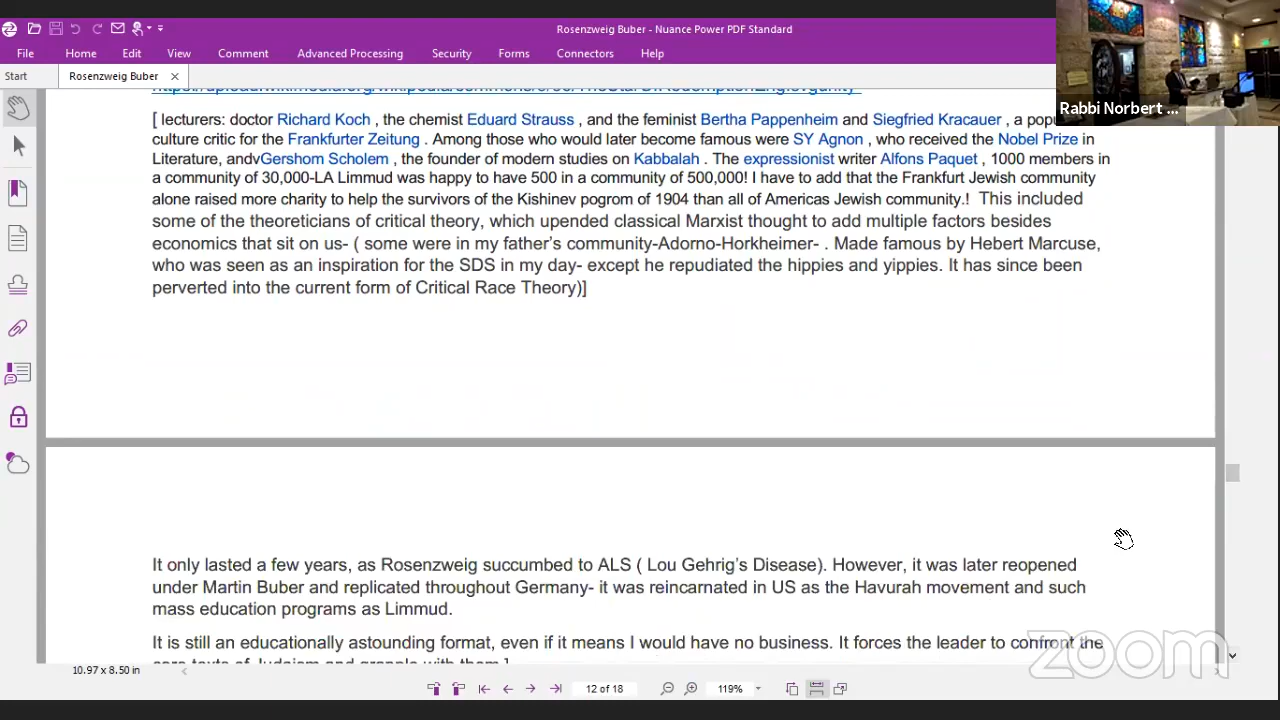 Rosenzweig Buber - Nuance Power PDF Standard
File Home Edit View Comment Advanced Processing Security Forms Connectors Help
Start Rosenzweig Buber
Rabbi Norbert ...
[ lecturers: doctor Richard Koch , the chemist Eduard Strauss , and the feminist Bertha Pappenheim and Siegfried Kracauer , a popu
culture critic for the Frankfurter Zeitung . Among those who would later become famous were SY Agnon , who received the Nobel Prize in
Literature, andvGershom Scholem , the founder of modern studies on Kabbalah . The expressionist writer Alfons Paquet , 1000 members in
a community of 30,000-LA Limmud was happy to have 500 in a community of 500,000! I have to add that the Frankfurt Jewish community
alone raised more charity to help the survivors of the Kishinev pogrom of 1904 than all of Americas Jewish community.! This included
some of the theoreticians of critical theory, which upended classical Marxist thought to add multiple factors besides
economics that sit on us- ( some were in my father's community-Adorno-Horkheimer- . Made famous by Hebert Marcuse,
who was seen as an inspiration for the SDS in my day- except he repudiated the hippies and yippies. It has since been
perverted into the current form of Critical Race Theory)]
It only lasted a few years, as Rosenzweig succumbed to ALS ( Lou Gehrig's Disease). However, it was later reopened
under Martin Buber and replicated throughout Germany- it was reincarnated in US as the Havurah movement and such
mass education programs as Limmud.
It is still an educationally astounding format, even if it means I would have no business. It forces the leader to confront the
zoom
10.97 x 8.50 in
12 of 18
119%